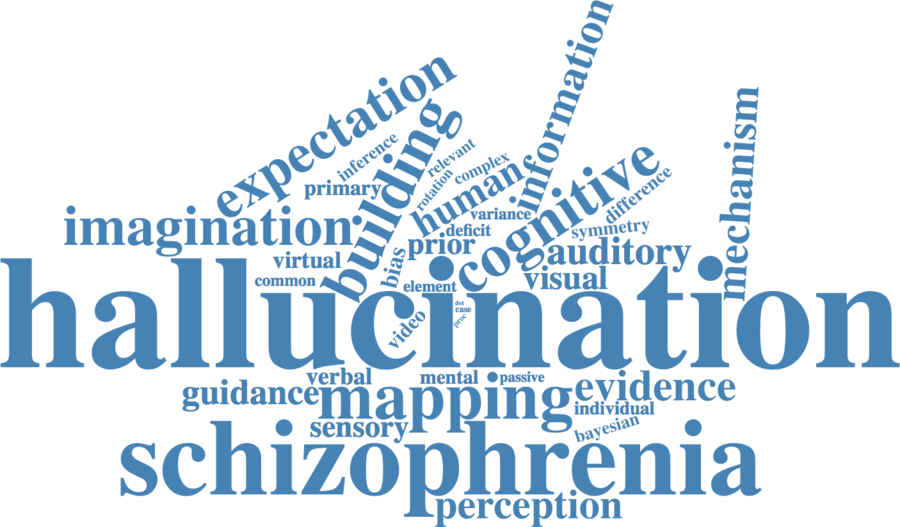 information
expectation
mechanism
building
inference
relevant
cognitive
complex
human
rotation
primary
difference
imagination
variance
symmetry
deficit
prior
auditory
virtual
bias
visual
common
element
hallucination
dot
case
proc
video
verbal
mental
passive
guidance
mapping
evidence
individual
sensory
bayesian
schizophrenia
perception